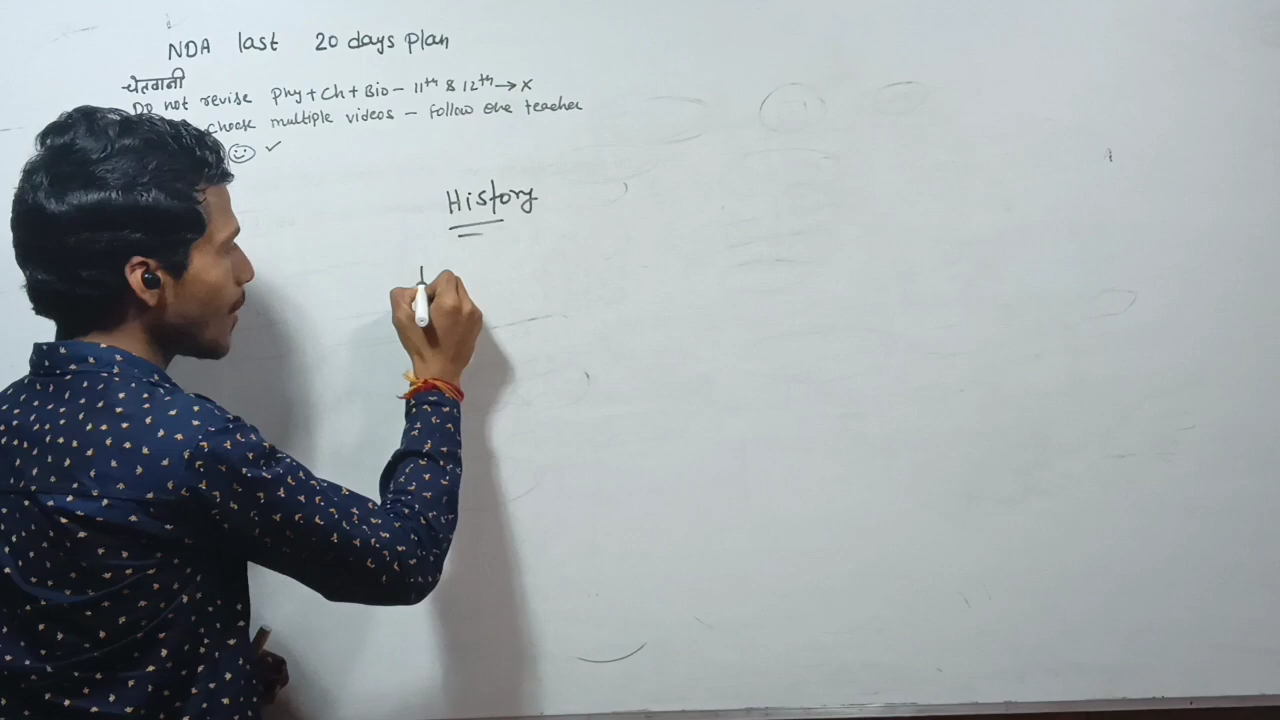 NDA last 20 days plan
चेतावनी
Do not revise Phy + Ch + Bio - 11th & 12th → X
check multiple videos - follow one teacher
☺ ✓
History